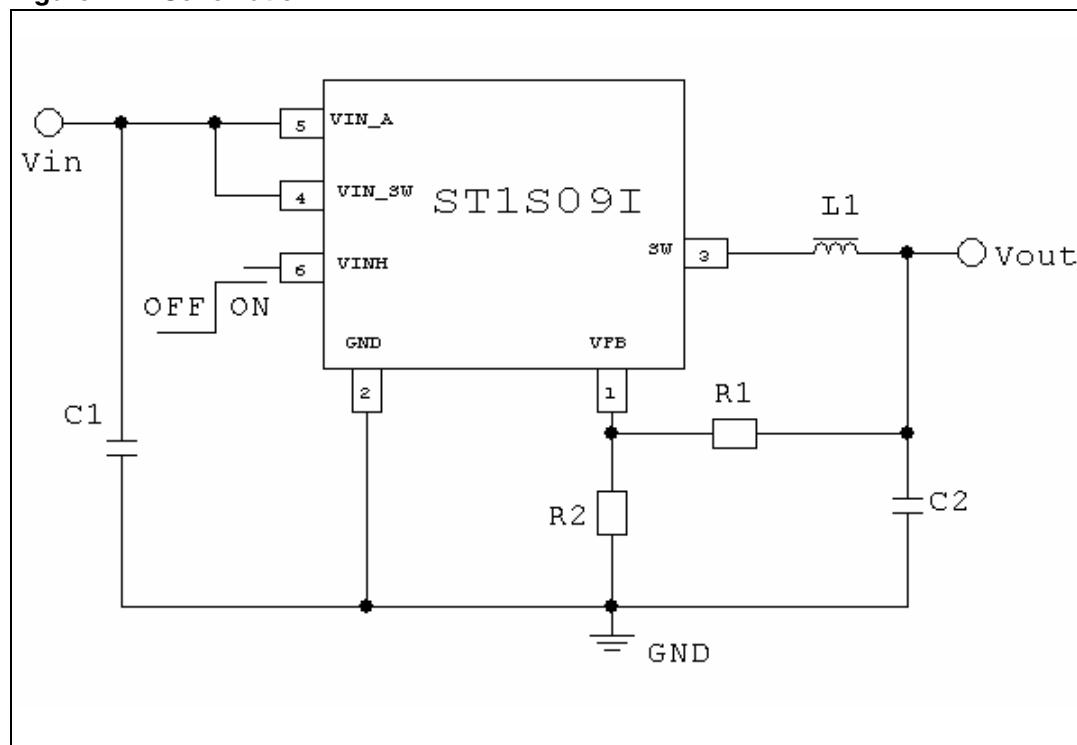 Vin
5 VIN_A
4 VIN_SW
ST1S09I
6 VINH
OFF ON
SW 3
L1
Vout
GND
2
VFB
1
R1
C1
R2
C2
GND